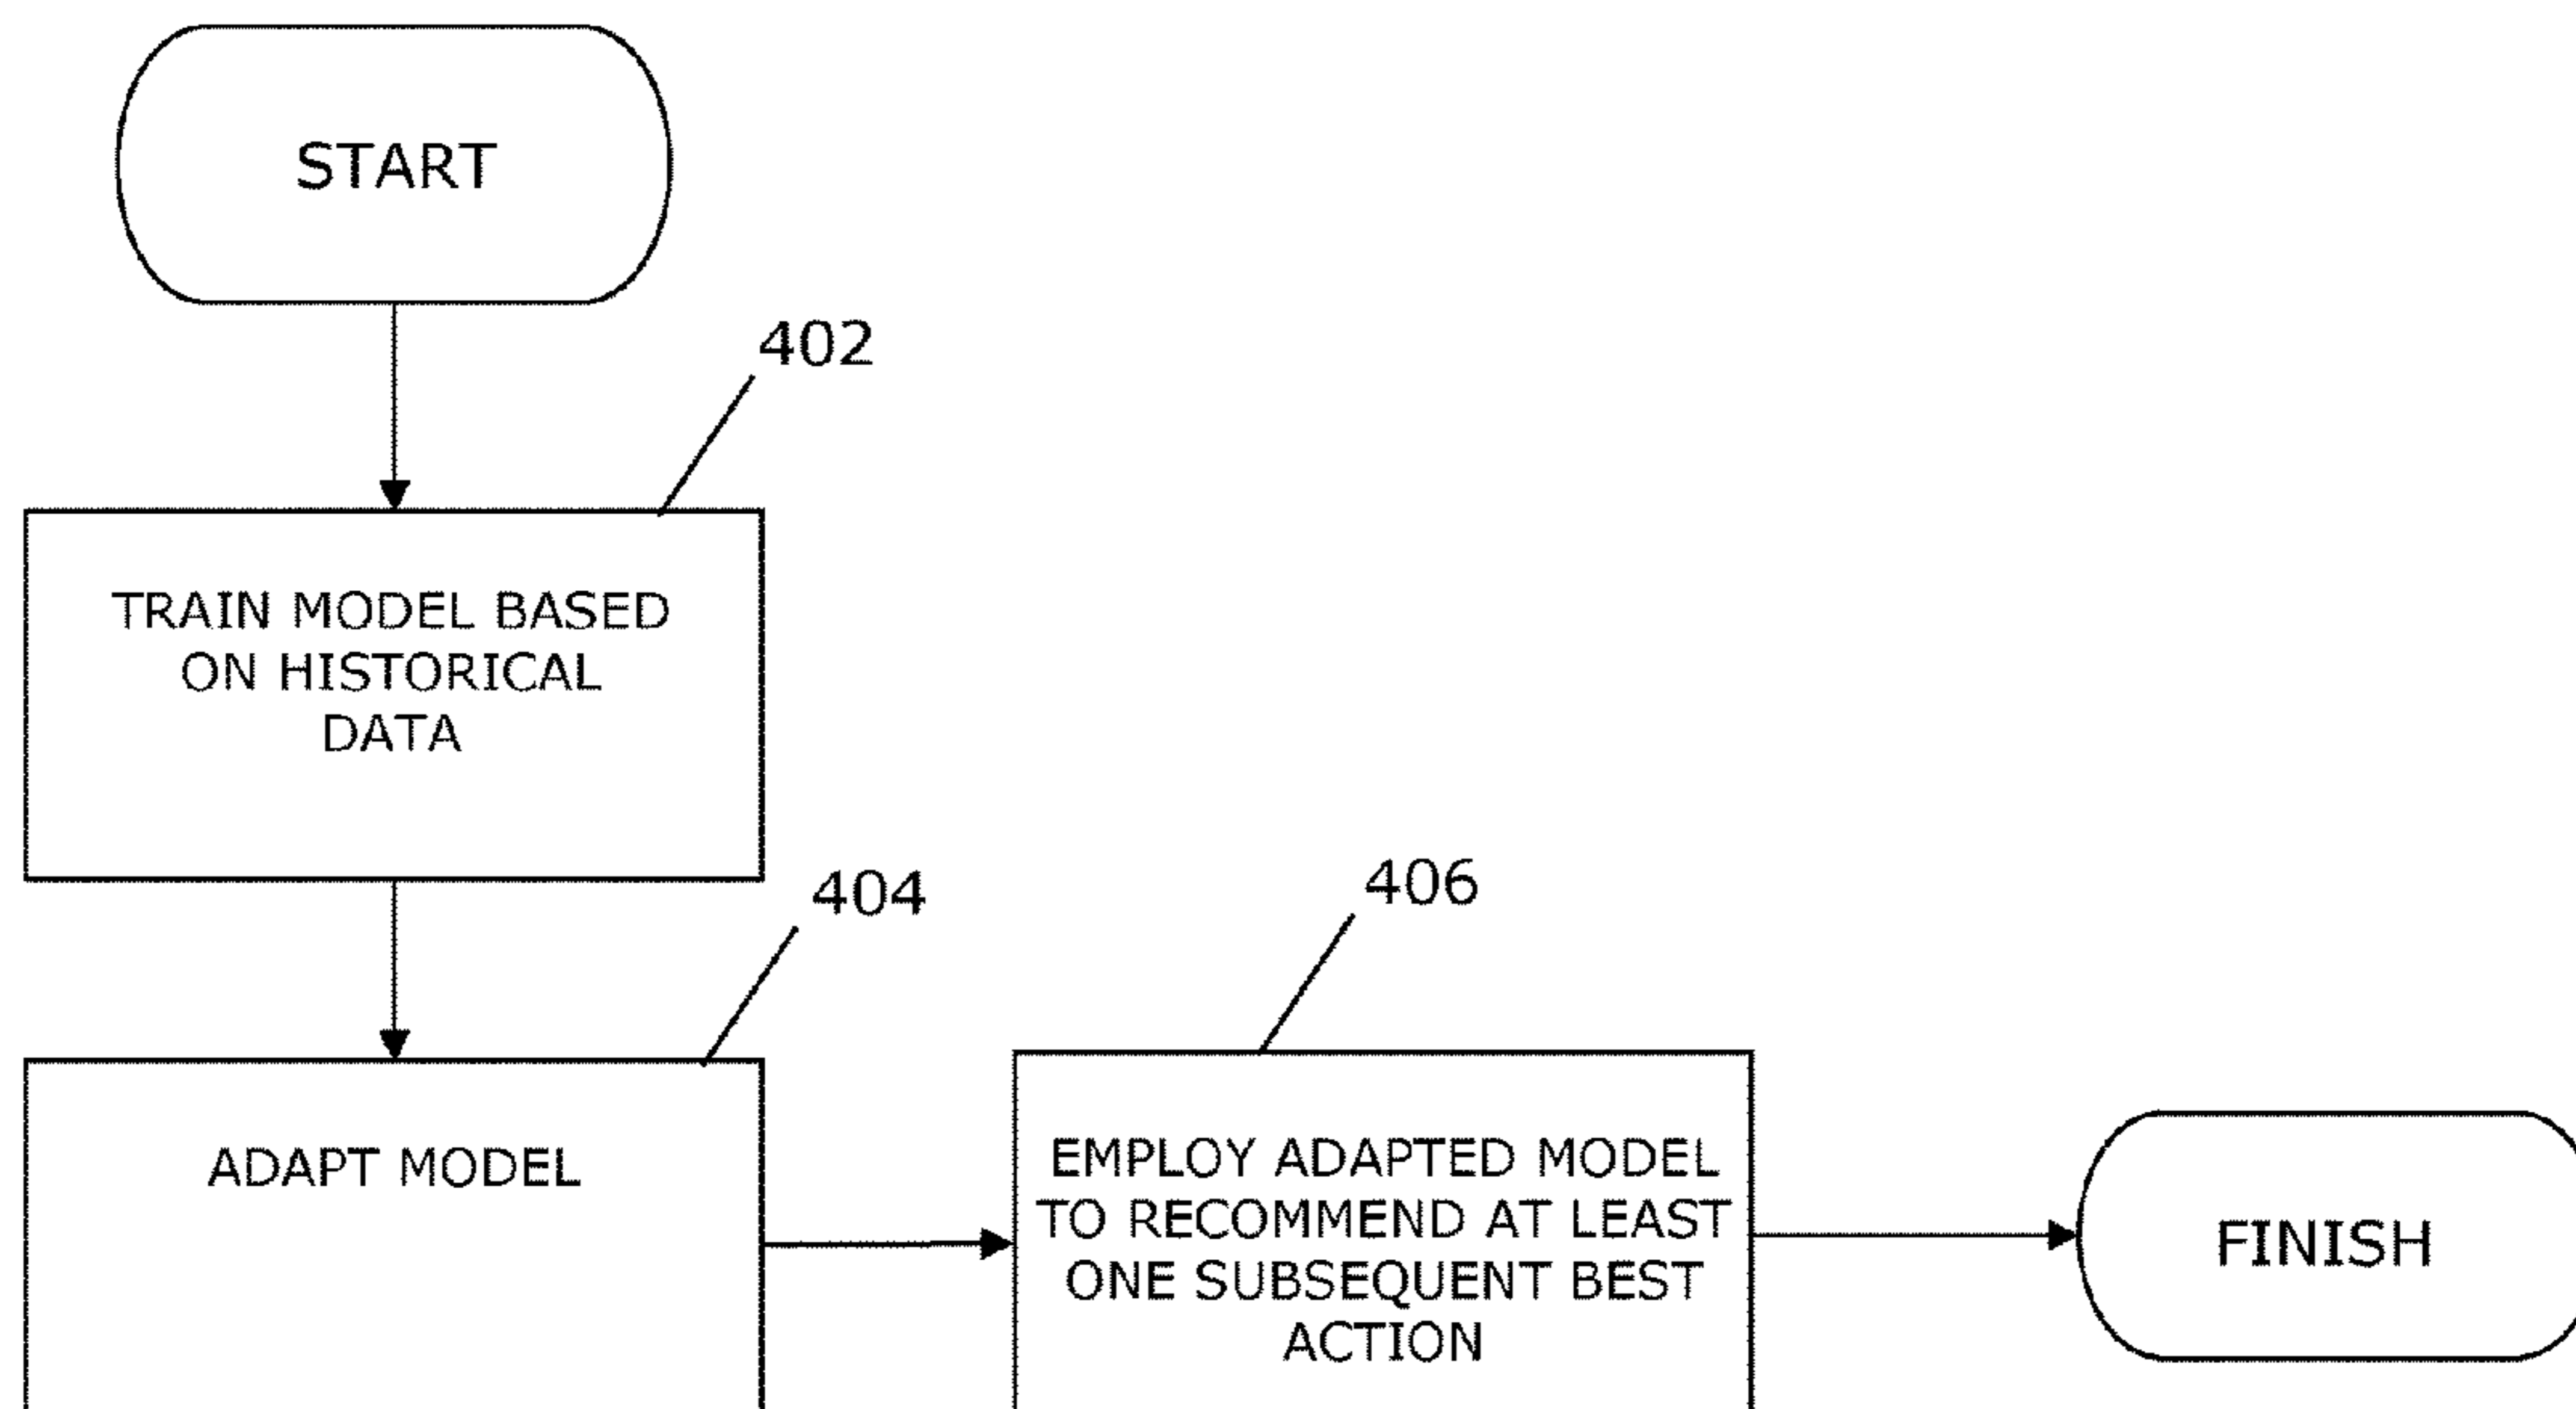 START
402
TRAIN MODEL BASED
ON HISTORICAL
DATA
404
ADAPT MODEL
406
EMPLOY ADAPTED MODEL
TO RECOMMEND AT LEAST
ONE SUBSEQUENT BEST
ACTION
FINISH